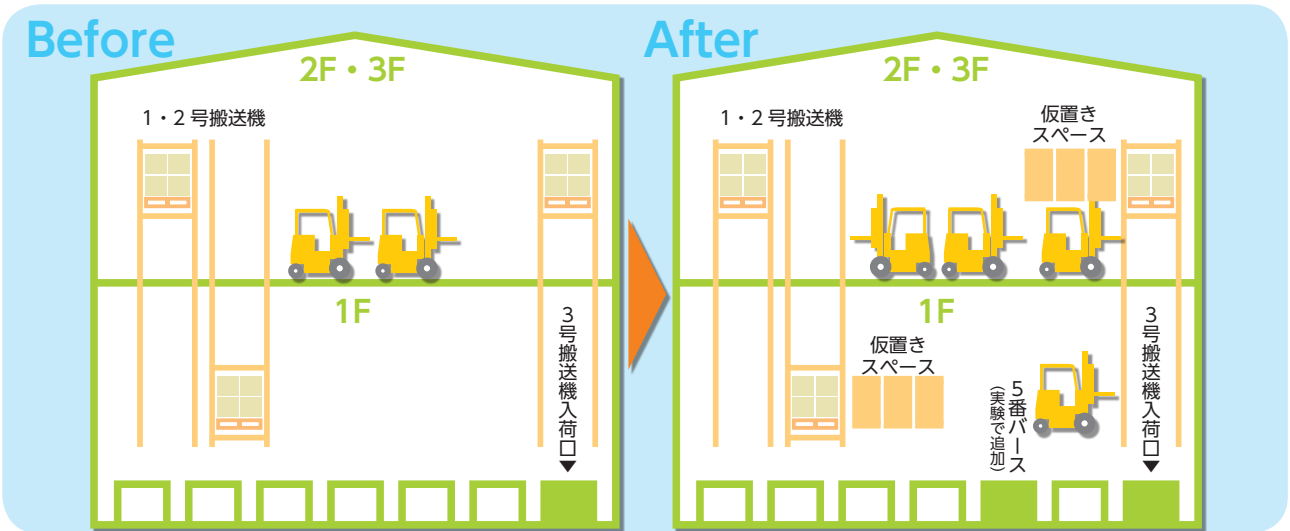 Before
2F・3F
1・2号搬送機
1F
3号搬送機入荷口▼
After
2F・3F
1・2号搬送機
仮置き
スペース
1F
仮置き
スペース
5番バース
(実験で追加)
3号搬送機入荷口▼